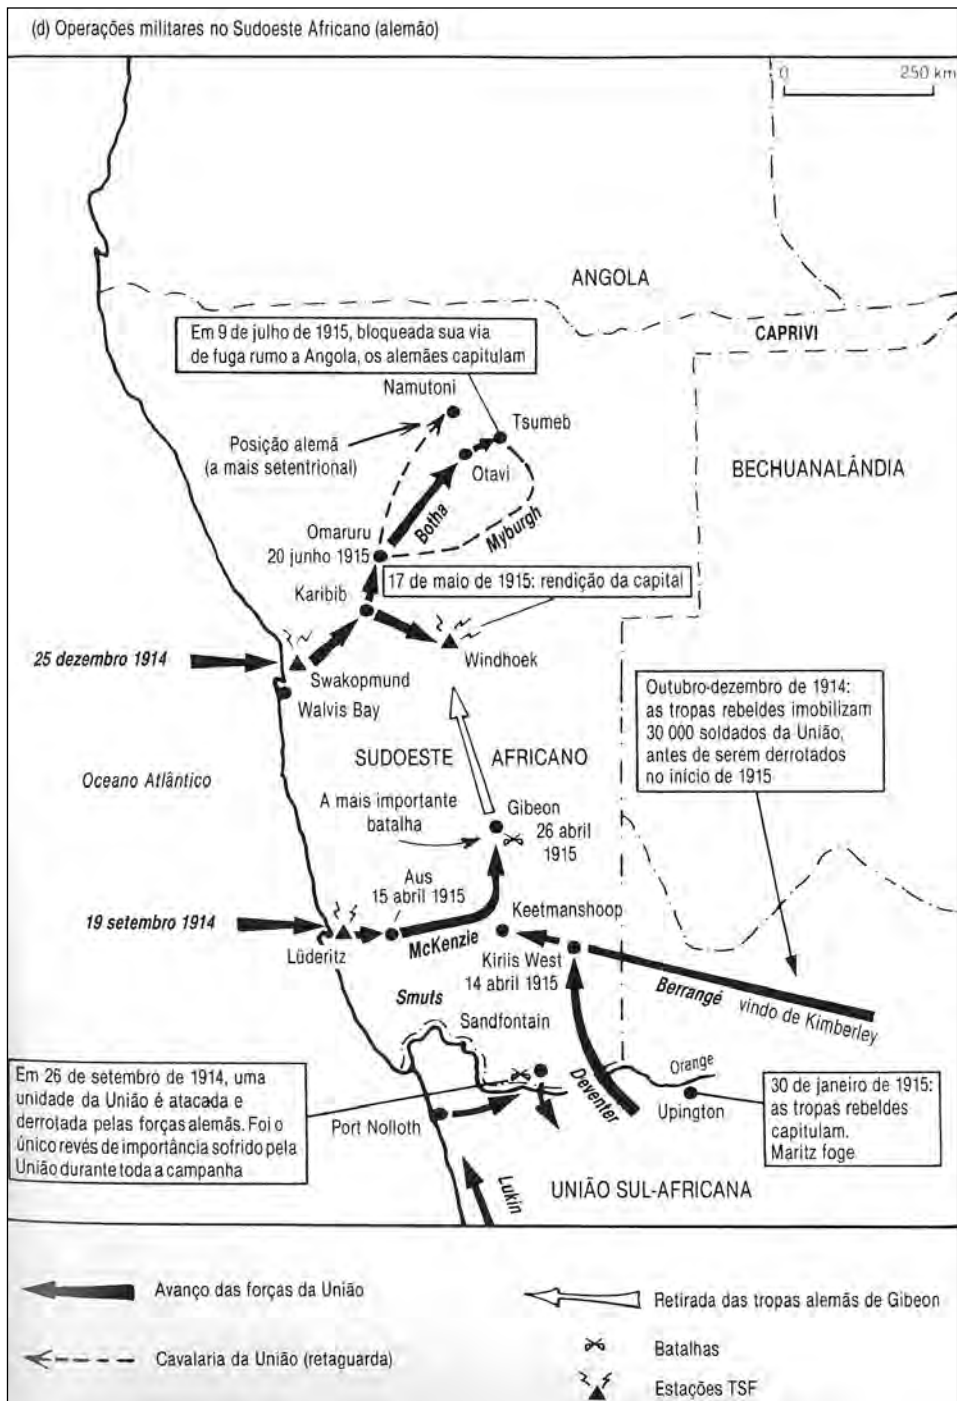 (d) Operações militares no Sudoeste Africano (alemão)
0 250 km
ANGOLA
CAPRIVI
Em 9 de julho de 1915, bloqueada sua via
de fuga rumo a Angola, os alemães capitulam
Namutoni
Tsumeb
Posição alemã
(a mais setentrional)
Otavi
BECHUANALÂNDIA
Botha
Myburgh
Omaruru
20 junho 1915
17 de maio de 1915: rendição da capital
Karibib
25 dezembro 1914
Swakopmund
Windhoek
Walvis Bay
Outubro-dezembro de 1914:
as tropas rebeldes imobilizam
30 000 soldados da União,
antes de serem derrotados
no início de 1915
SUDOESTE AFRICANO
Oceano Atlântico
A mais importante
batalha
Gibeon
26 abril
1915
Aus
15 abril 1915
19 setembro 1914
Keetmanshoop
Lüderitz
McKenzie
Kiriis West
14 abril 1915
Berrangé
vindo de Kimberley
Smuts
Sandfontain
Em 26 de setembro de 1914, uma
unidade da União é atacada e
derrotada pelas forças alemãs. Foi o
único revés de importância sofrido pela
União durante toda a campanha
Port Nolloth
Deventer
Orange
Upington
30 de janeiro de 1915:
as tropas rebeldes
capitulam.
Maritz foge
Lukin
UNIÃO SUL-AFRICANA
Avanço das forças da União
Retirada das tropas alemãs de Gibeon
Cavalaria da União (retaguarda)
Batalhas
Estações TSF